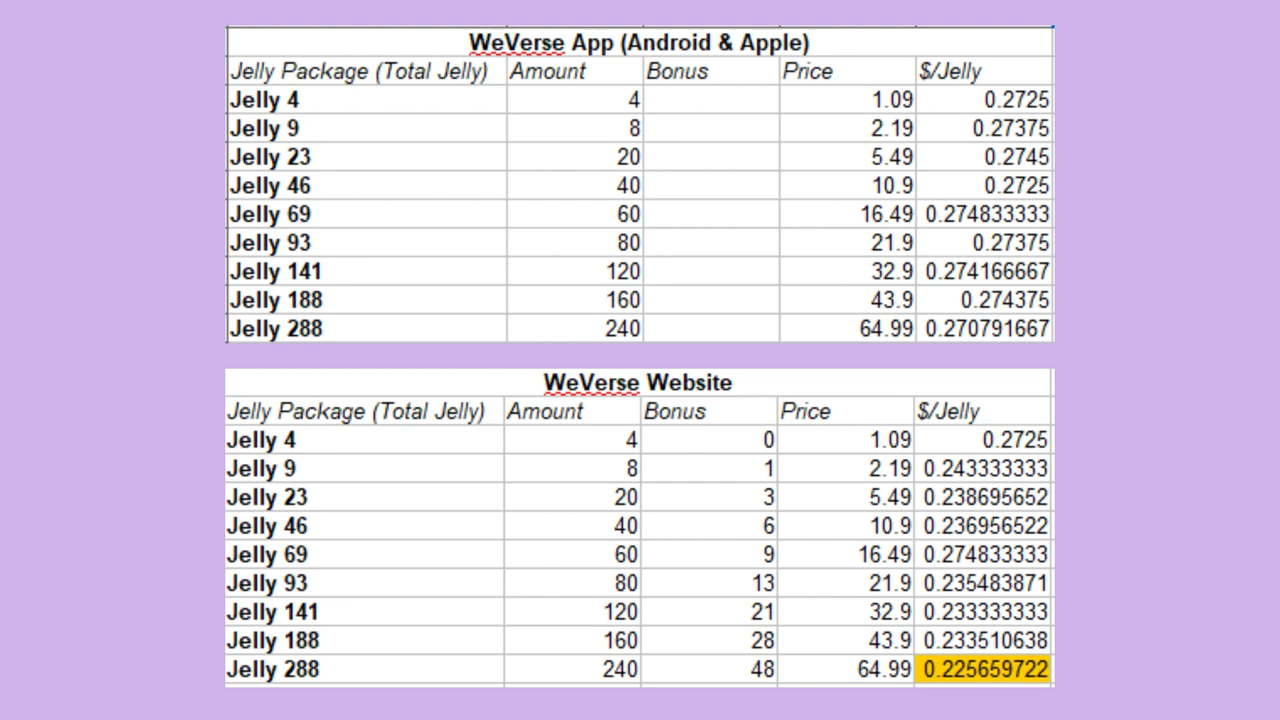 WeVerse App (Android & Apple)
Jelly Package (Total Jelly) Amount Bonus Price $/Jelly
Jelly 4 4 1.09 0.2725
Jelly 9 8 2.19 0.27375
Jelly 23 20 5.49 0.2745
Jelly 46 40 10.9 0.2725
Jelly 69 60 16.49 0.274833333
Jelly 93 80 21.9 0.27375
Jelly 141 120 32.9 0.274166667
Jelly 188 160 43.9 0.274375
Jelly 288 240 64.99 0.270791667
WeVerse Website
Jelly Package (Total Jelly) Amount Bonus Price $/Jelly
Jelly 4 4 0 1.09 0.2725
Jelly 9 8 1 2.19 0.243333333
Jelly 23 20 3 5.49 0.238695652
Jelly 46 40 6 10.9 0.236956522
Jelly 69 60 9 16.49 0.274833333
Jelly 93 80 13 21.9 0.235483871
Jelly 141 120 21 32.9 0.233333333
Jelly 188 160 28 43.9 0.233510638
Jelly 288 240 48 64.99 0.225659722